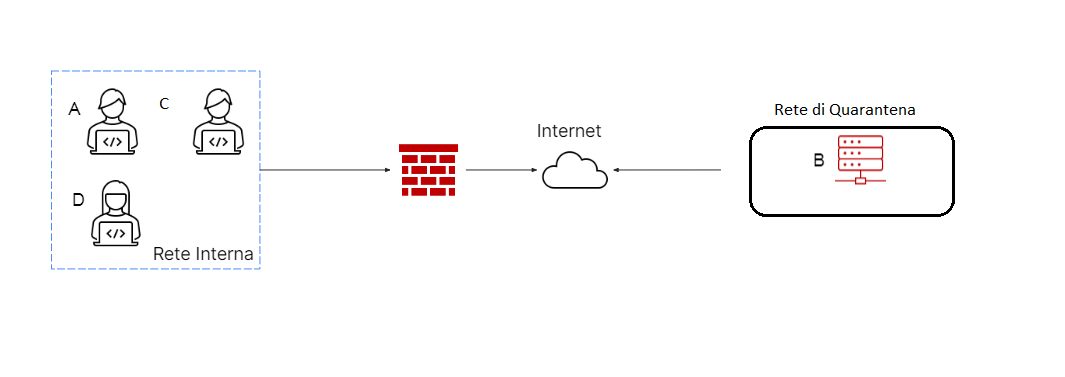 A
C
D
Rete Interna
Internet
Rete di Quarantena
B